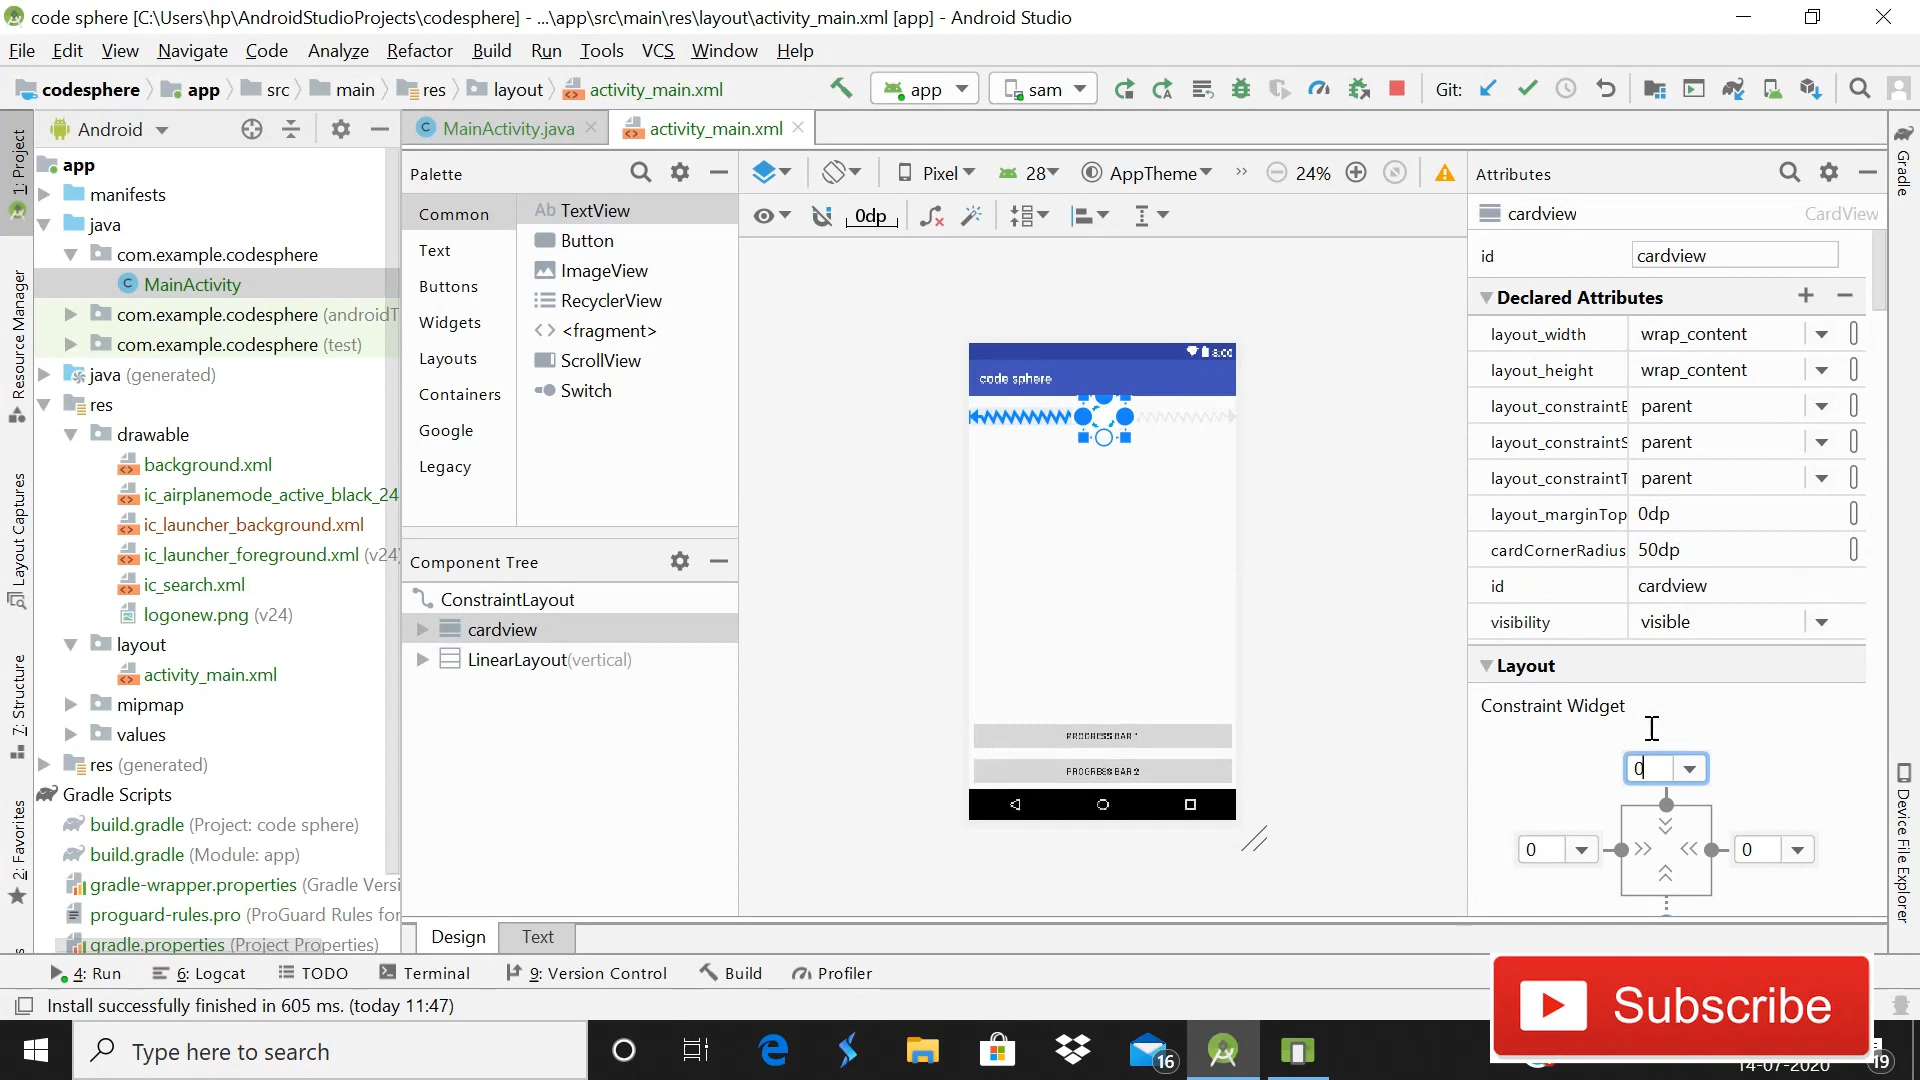 code sphere [C:\Users\hp\AndroidStudioProjects\codesphere] - ...\app\src\main\res\layout\activity_main.xml [app] - Android Studio
File Edit View Navigate Code Analyze Refactor Build Run Tools VCS Window Help
codesphere app src main res layout activity_main.xml app sam Git:
Android
MainActivity.java activity_main.xml
1: Project
Resource Manager
Layout Captures
7: Structure
2: Favorites
app
manifests
java
com.example.codesphere
MainActivity
com.example.codesphere (androidT
com.example.codesphere (test)
java (generated)
res
drawable
background.xml
ic_airplanemode_active_black_24
ic_launcher_background.xml
ic_launcher_foreground.xml (v24)
ic_search.xml
logonew.png (v24)
layout
activity_main.xml
mipmap
values
res (generated)
Gradle Scripts
build.gradle (Project: code sphere)
build.gradle (Module: app)
gradle-wrapper.properties (Gradle Versi
proguard-rules.pro (ProGuard Rules for
gradle.properties (Project Properties)
Palette
Common
Text
Buttons
Widgets
Layouts
Containers
Google
Legacy
Ab TextView
Button
ImageView
RecyclerView
<fragment>
ScrollView
Switch
Component Tree
ConstraintLayout
cardview
LinearLayout(vertical)
Pixel 28 AppTheme 24%
0dp
8:00
code sphere
PROGRESS BAR 1
PROGRESS BAR 2
Design Text
Attributes
cardview CardView
id cardview
Declared Attributes
layout_width wrap_content
layout_height wrap_content
layout_constraintE parent
layout_constraintS parent
layout_constraintT parent
layout_marginTop 0dp
cardCornerRadius 50dp
id cardview
visibility visible
Layout
Constraint Widget
0
0 0
Gradle
Device File Explorer
4: Run 6: Logcat TODO Terminal 9: Version Control Build Profiler
Install successfully finished in 605 ms. (today 11:47)
Subscribe
Type here to search
16
14-07-2020
19